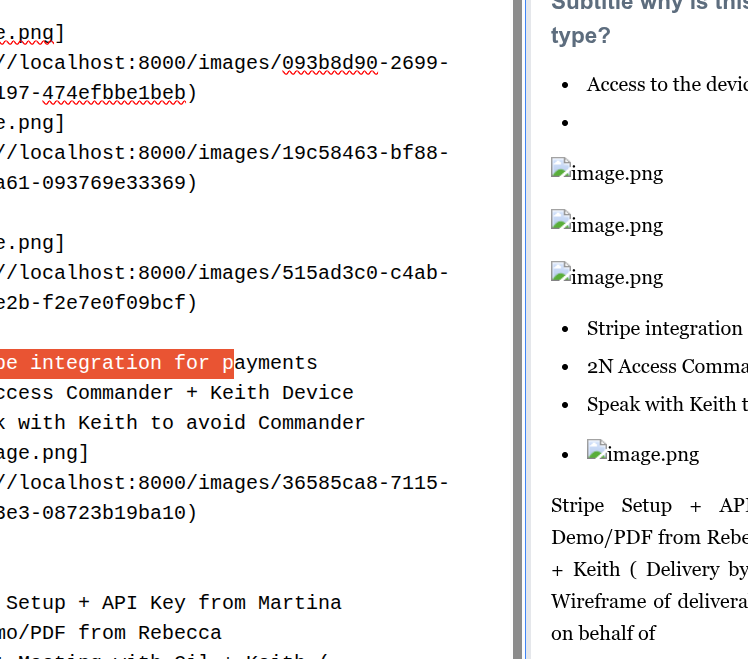 e.png]
//localhost:8000/images/093b8d90-2699-
197-474efbbe1beb)
e.png]
//localhost:8000/images/19c58463-bf88-
a61-093769e33369)
e.png]
//localhost:8000/images/515ad3c0-c4ab-
e2b-f2e7e0f09bcf)
pe integration for payments
ccess Commander + Keith Device
k with Keith to avoid Commander
age.png]
//localhost:8000/images/36585ca8-7115-
3e3-08723b19ba10)
Setup + API Key from Martina
mo/PDF from Rebecca
Meeting with Gil + Keith (
Subtitle why is this
type?
• Access to the devic
•
image.png
image.png
image.png
• Stripe integration
• 2N Access Comma
• Speak with Keith t
• image.png
Stripe Setup + API
Demo/PDF from Rebe
+ Keith ( Delivery by
Wireframe of delivera
on behalf of